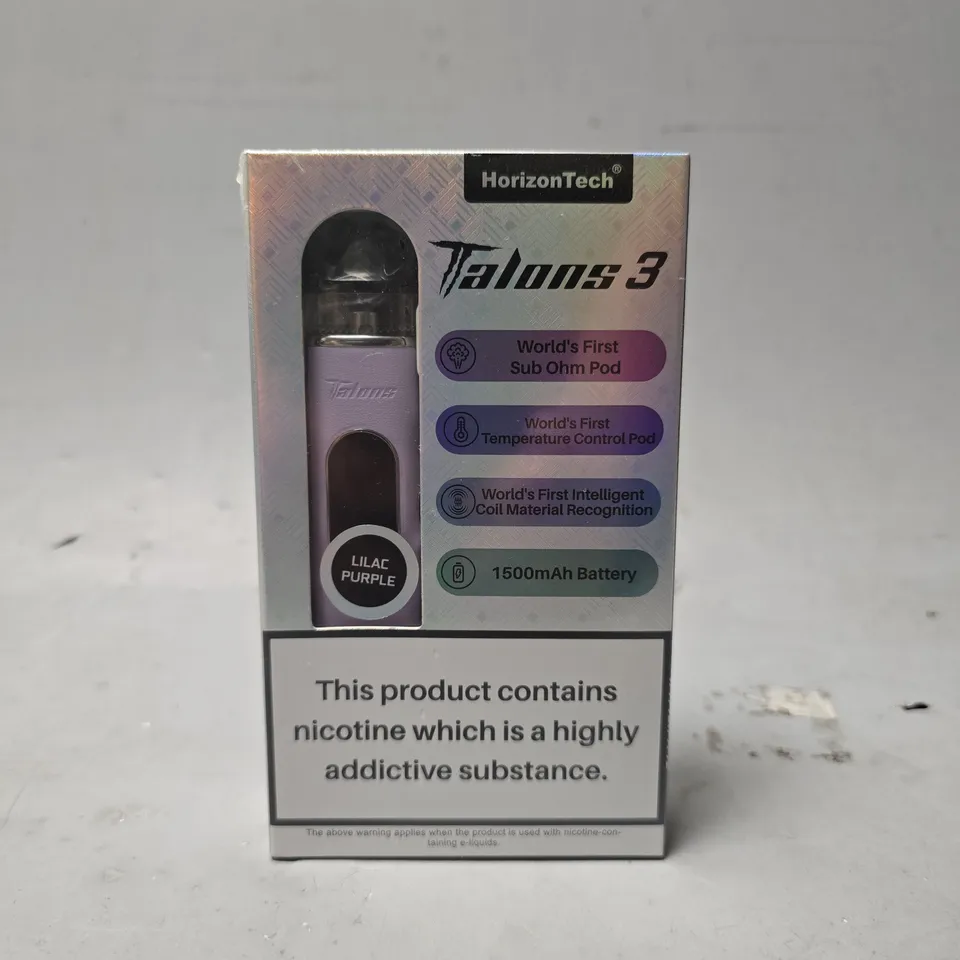 HorizonTech®
Talons 3
World's First
Sub Ohm Pod
World's First
Temperature Control Pod
World's First Intelligent
Coil Material Recognition
1500mAh Battery
Talons
LILAC
PURPLE
This product contains
nicotine which is a highly
addictive substance.
The above warning applies when the product is used with nicotine-con-
taining e-liquids.